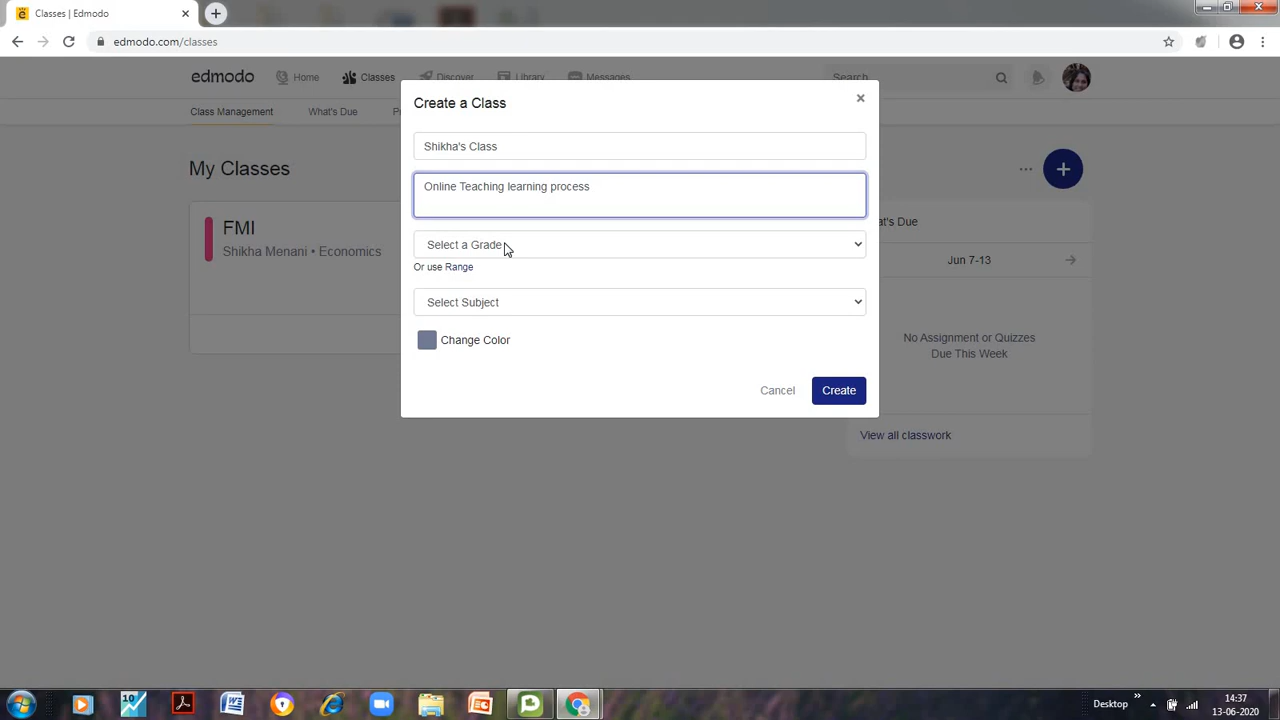 Classes | Edmodo
edmodo.com/classes
edmodo
Home
Classes
Discover
Library
Messages
Search
Class Management
What's Due
Create a Class
Shikha's Class
Online Teaching learning process
Select a Grade
Or use Range
Select Subject
Change Color
Cancel
Create
My Classes
FMI
Shikha Menani • Economics
Jun 7-13
No Assignment or Quizzes
Due This Week
View all classwork
Desktop
14:37
13-06-2020